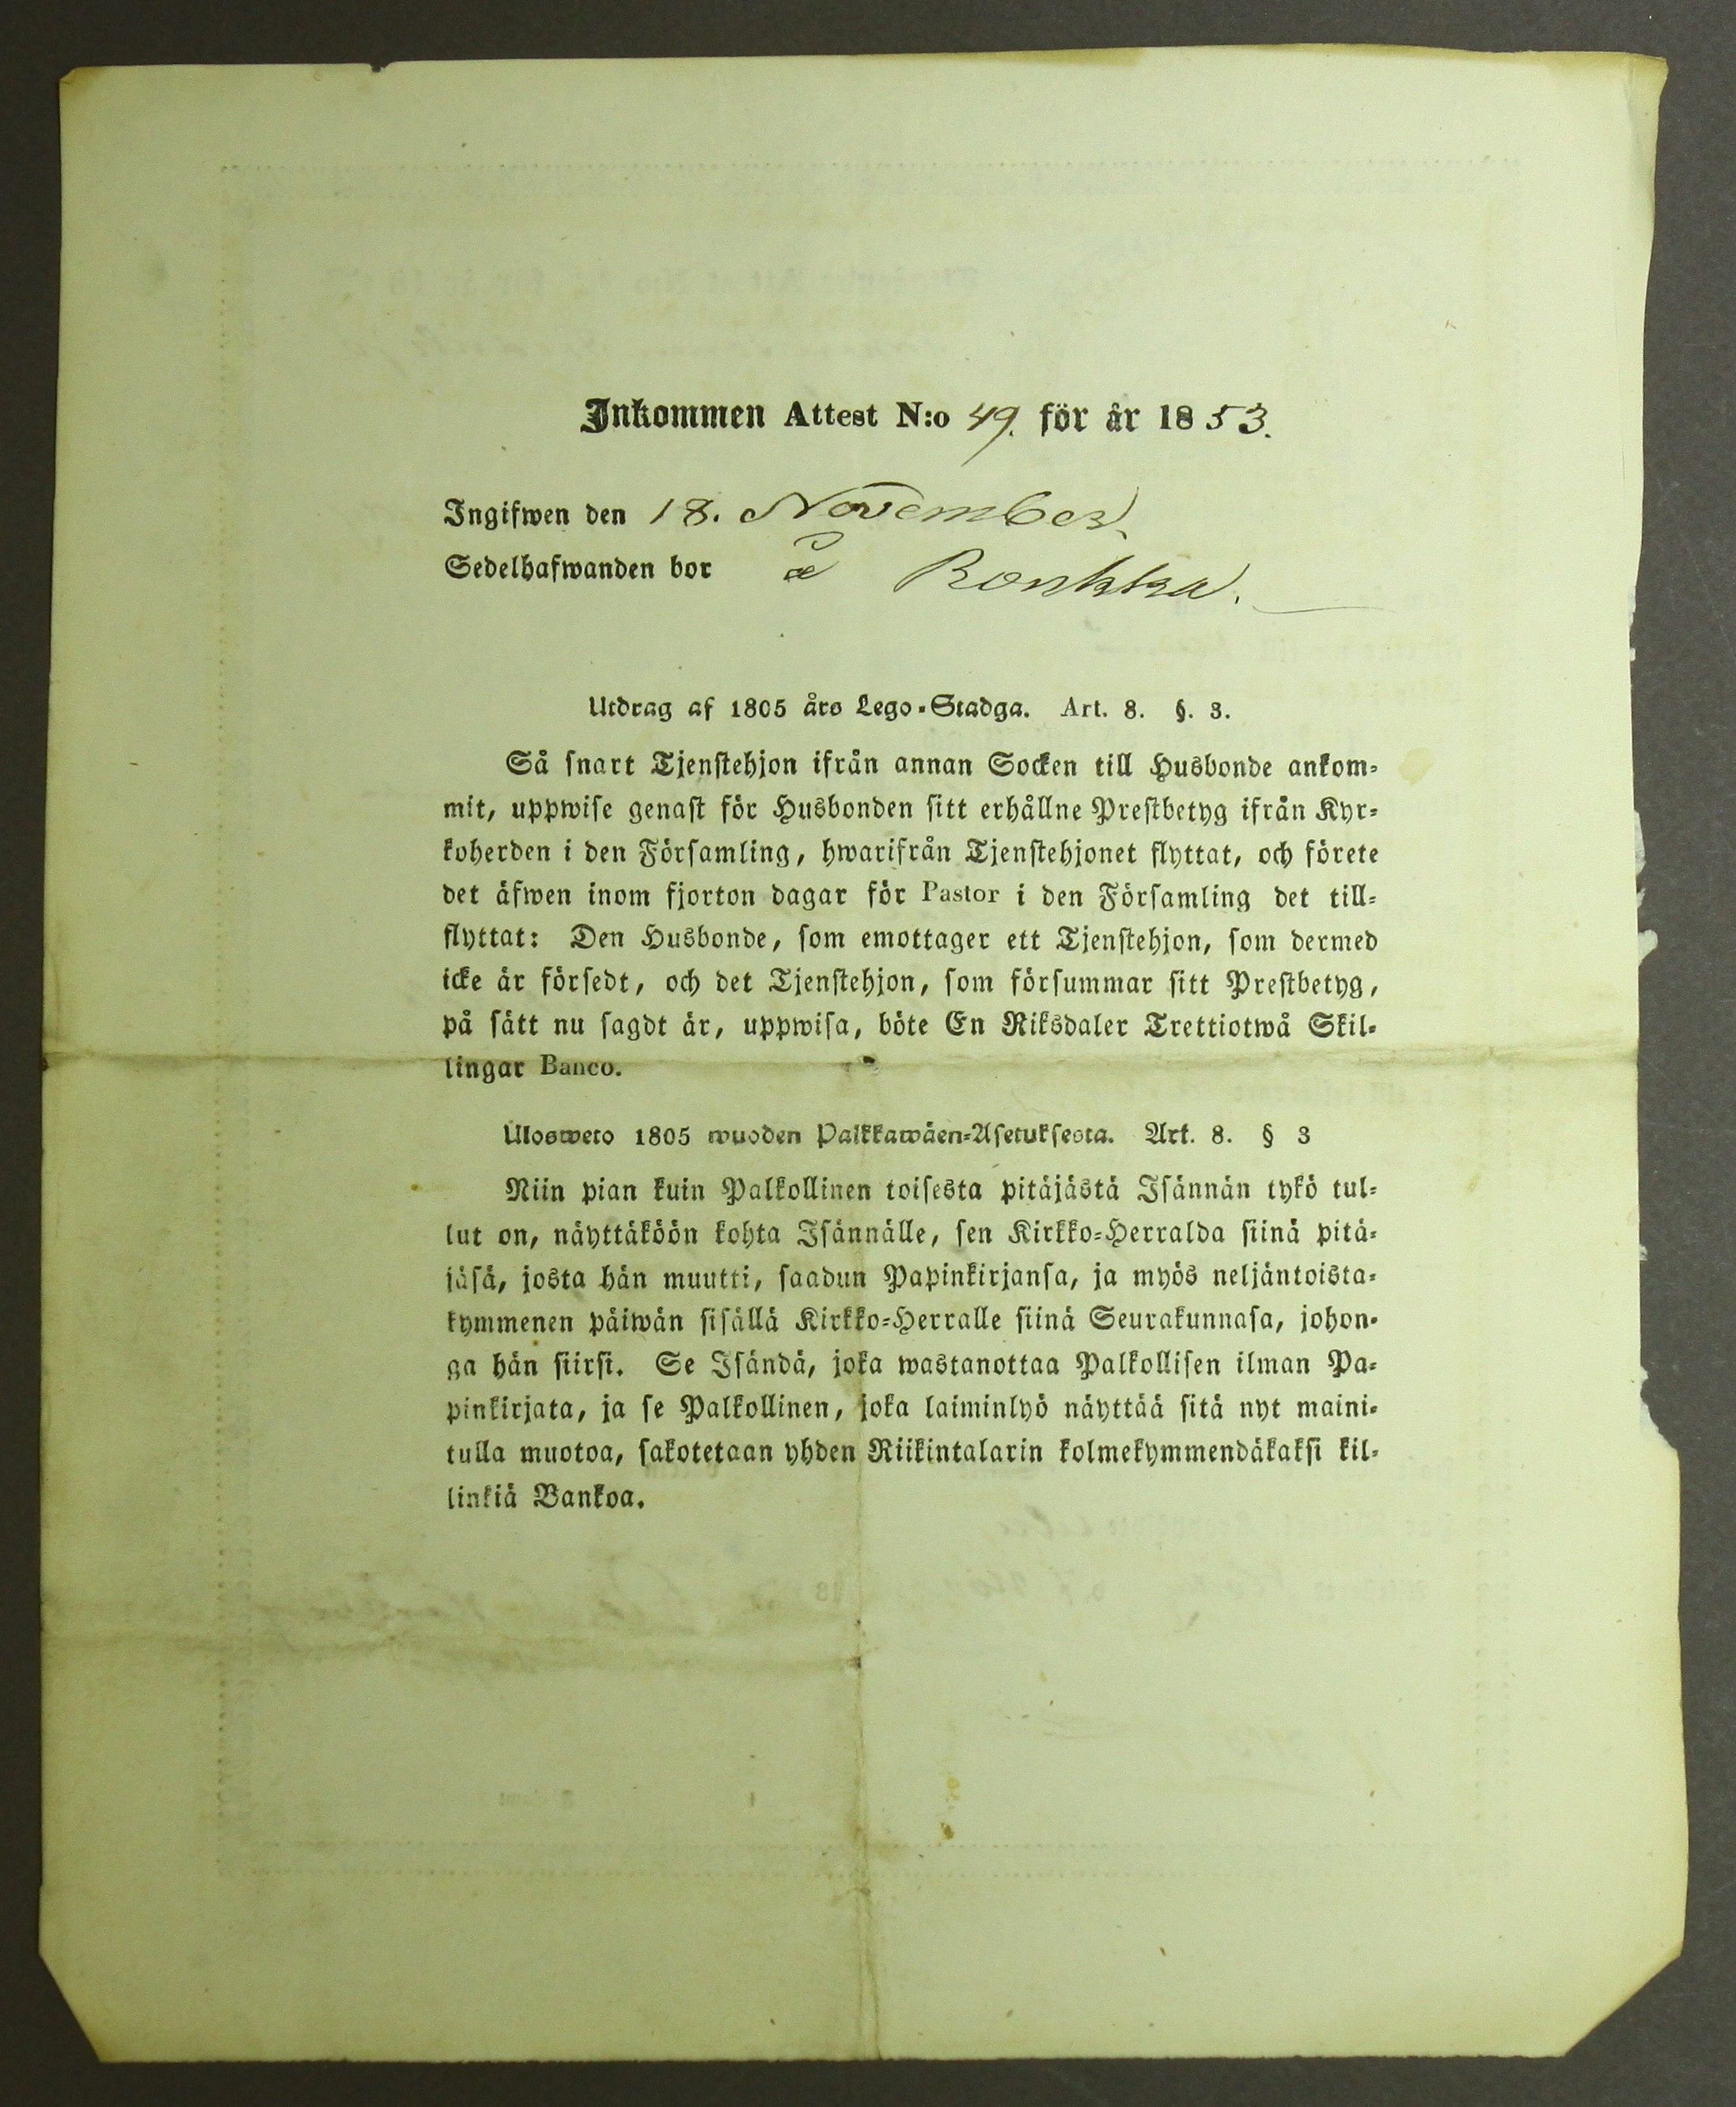 Inkommen Attest N:o 49. för år 1853.
Ingifwen den 18. November.
Sedelhafwanden bor å Ronkka.
Utdrag af 1805 års Lego-Stadga. Art. 8. §. 3.
Så snart Tjenstehjon ifrån annan Socken till Husbonde ankom-
mit, uppwise genast för Husbonden sitt erhållne Prestbetyg ifrån Kyr-
koherden i den Församling, hwarifrån Tjenstehjonet flyttat, och förete
det äfwen inom fjorton dagar för Pastor i den Församling det till-
flyttat: Den Husbonde, som emottager ett Tjenstehjon, som dermed
icke är försedt, och det Tjenstehjon, som försummar sitt Prestbetyg,
på sätt nu sagdt är, uppwisa, böte En Riksdaler Trettiotwå Skil-
lingar Banco.
Ulosweto 1805 wuoden Palkkawäen-Asetuksesta. Art. 8. § 3
Niin pian kuin Palkollinen toisesta pitäjästä Isännän tykö tul-
lut on, näyttäköön kohta Isännälle, sen Kirkko-Herralda siinä pitä-
jäsä, josta hän muutti, saadun Papinkirjansa, ja myös neljäntoista-
kymmenen päiwän sisällä Kirkko-Herralle siinä Seurakunnasa, johon-
ga hän siirsi. Se Isändä, joka wastanottaa Palkollisen ilman Pa-
pinkirjata, ja se Palkollinen, joka laiminlyö näyttää sitä nyt maini-
tulla muotoa, sakotetaan yhden Riikintalarin kolmekymmendäkaksi kil-
linkiä Bankoa.